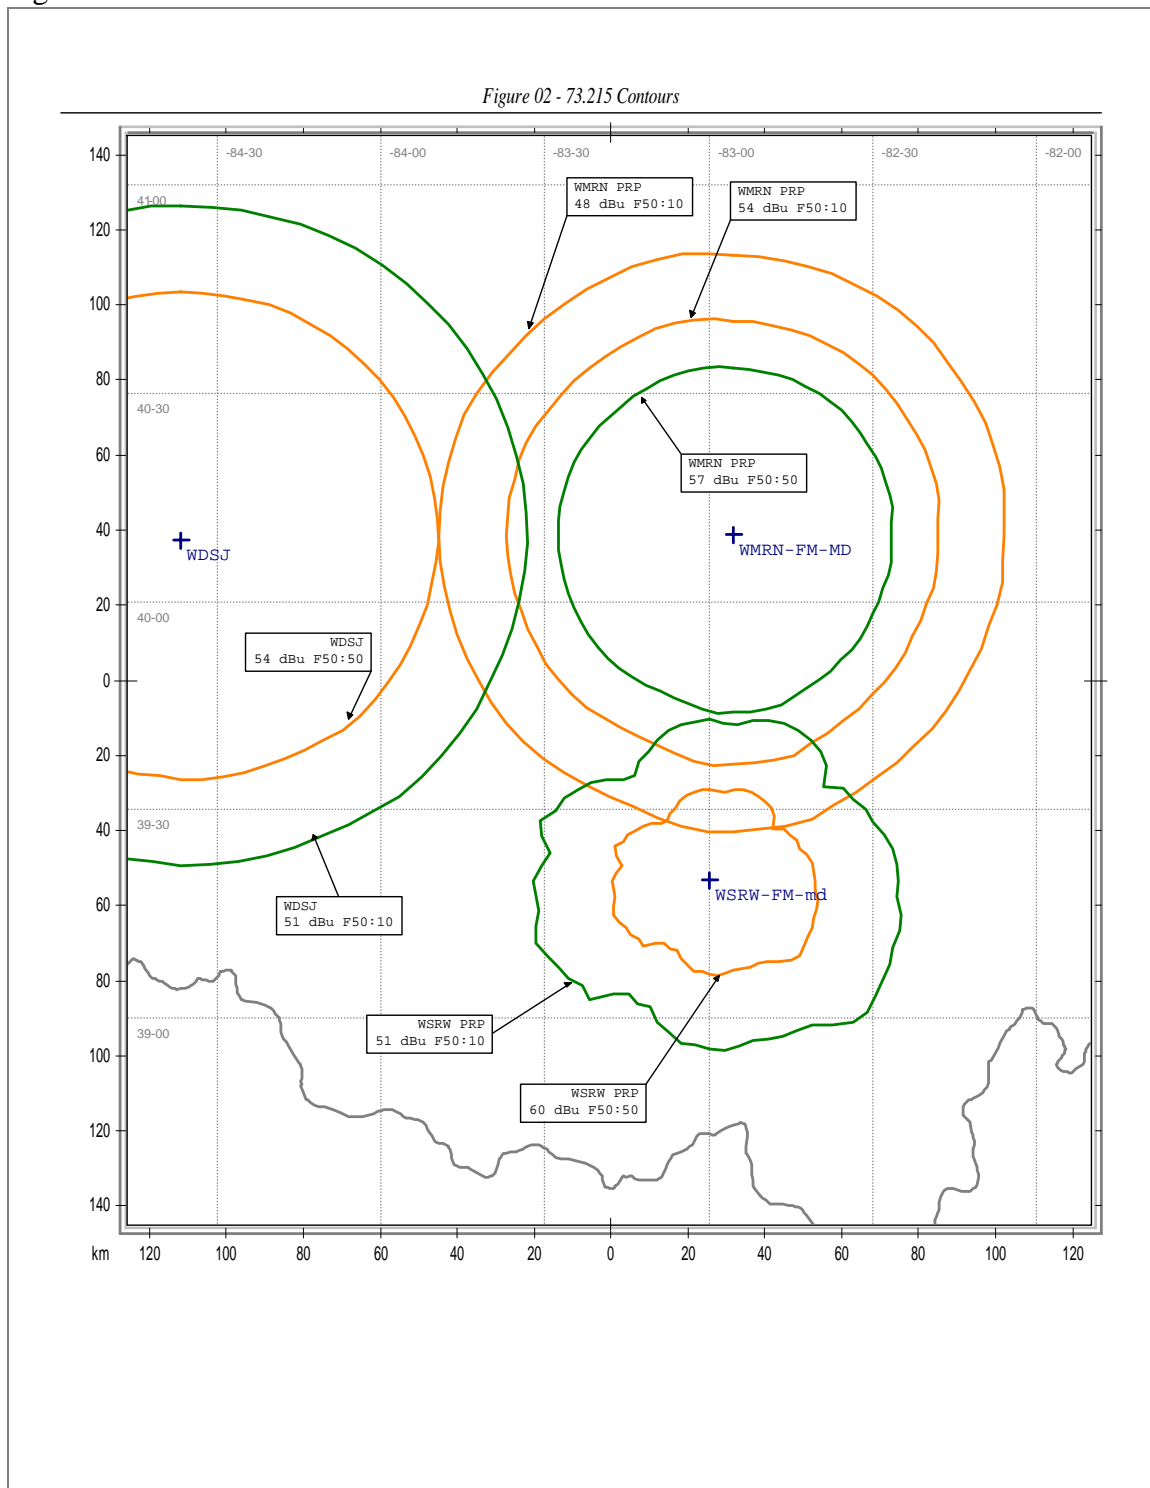 Figure 02 - 73.215 Contours
-84-30 -84-00 -83-30 -83-00 -82-30 -82-00
41-00
40-30
40-00
39-30
39-00
140
120
100
80
60
40
20
0
20
40
60
80
100
120
140
km 120 100 80 60 40 20 0 20 40 60 80 100 120
WMRN PRP
48 dBu F50:10
WMRN PRP
54 dBu F50:10
WMRN PRP
57 dBu F50:50
WDSJ
WMRN-FM-MD
WDSJ
54 dBu F50:50
WSRW-FM-md
WDSJ
51 dBu F50:10
WSRW PRP
51 dBu F50:10
WSRW PRP
60 dBu F50:50